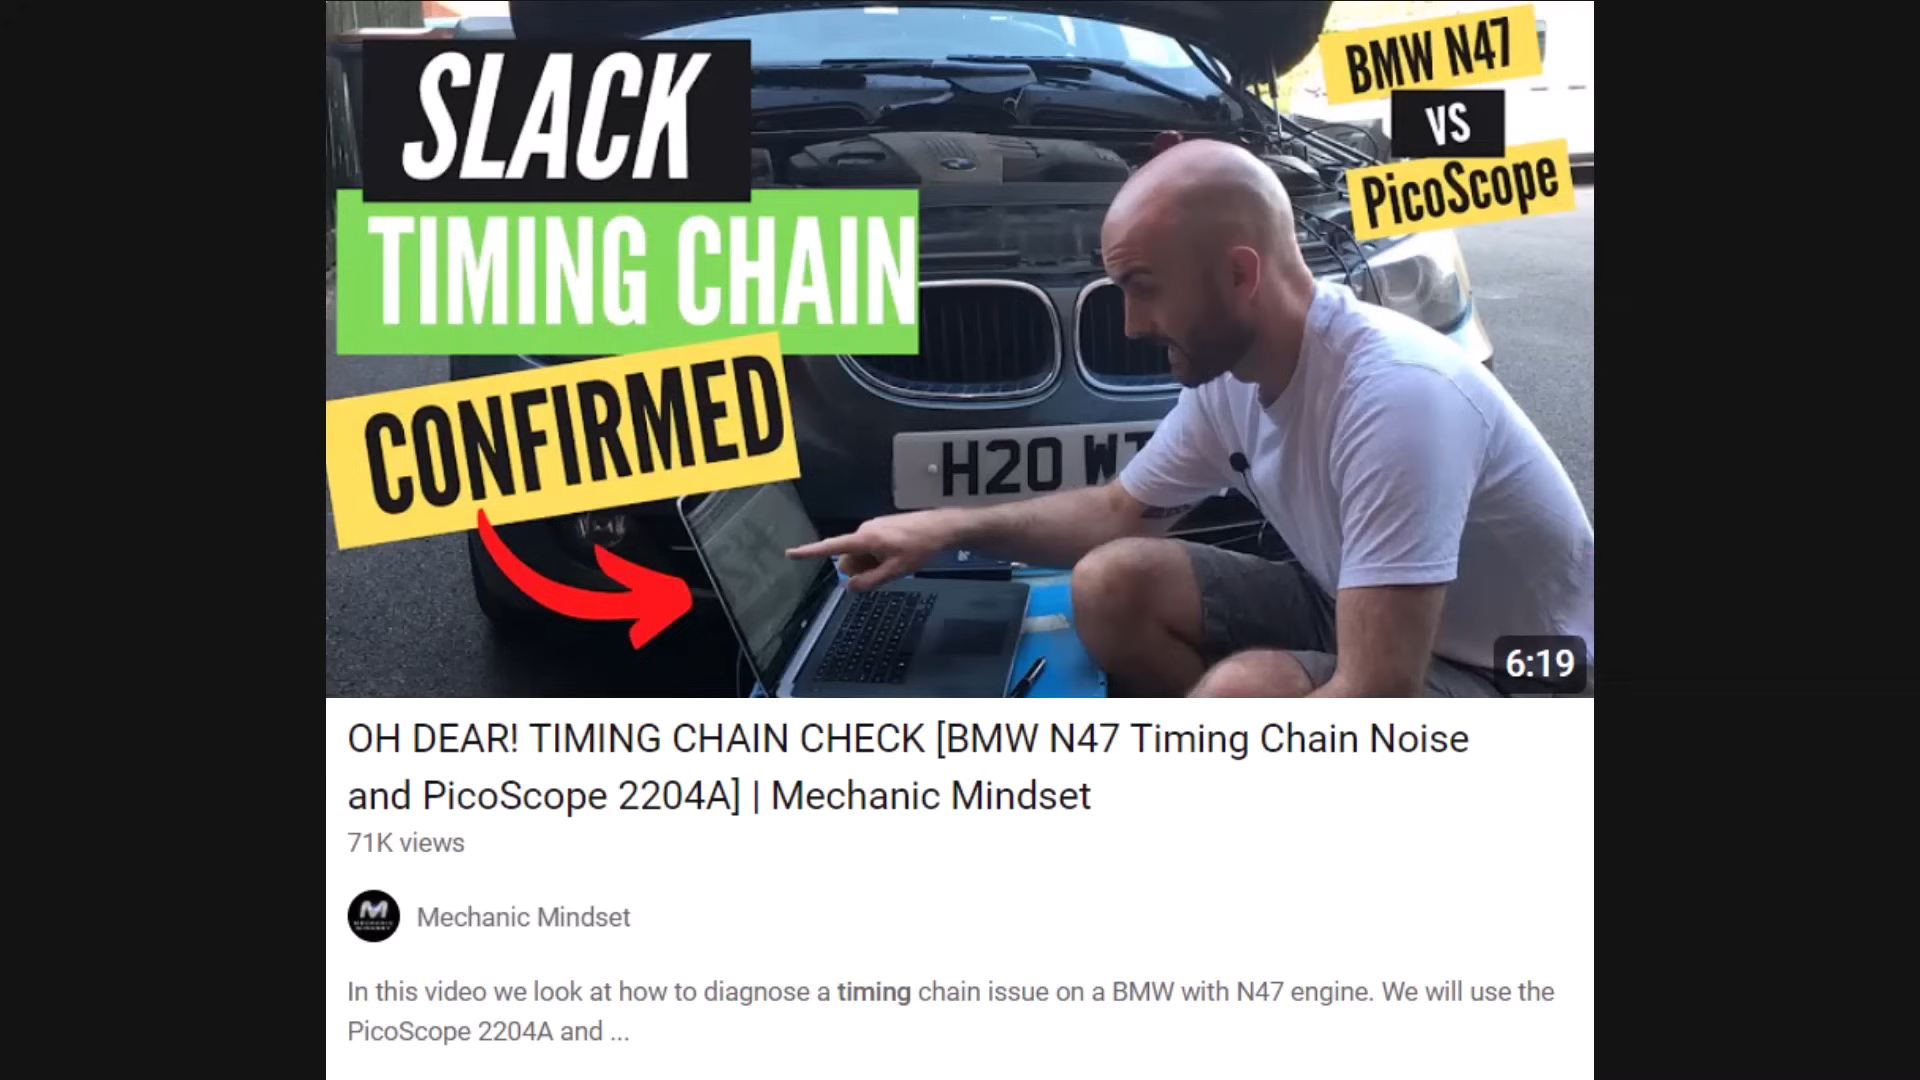 SLACK
TIMING CHAIN
CONFIRMED
BMW N47
VS
PicoScope
H20 W
6:19
OH DEAR! TIMING CHAIN CHECK [BMW N47 Timing Chain Noise
and PicoScope 2204A] | Mechanic Mindset
71K views
Mechanic Mindset
In this video we look at how to diagnose a timing chain issue on a BMW with N47 engine. We will use the
PicoScope 2204A and ...